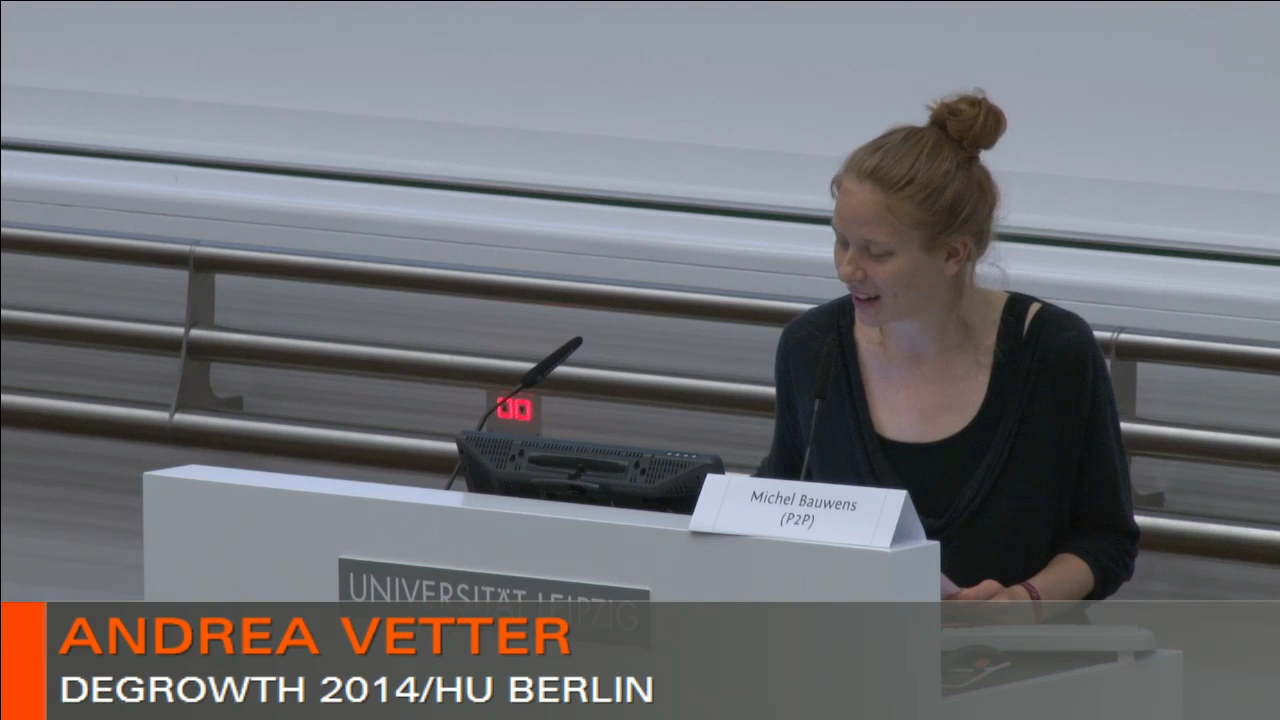 00
Michel Bauwens
(P2P)
UNIVERSITÄT LEIPZIG
ANDREA VETTER
DEGROWTH 2014/HU BERLIN